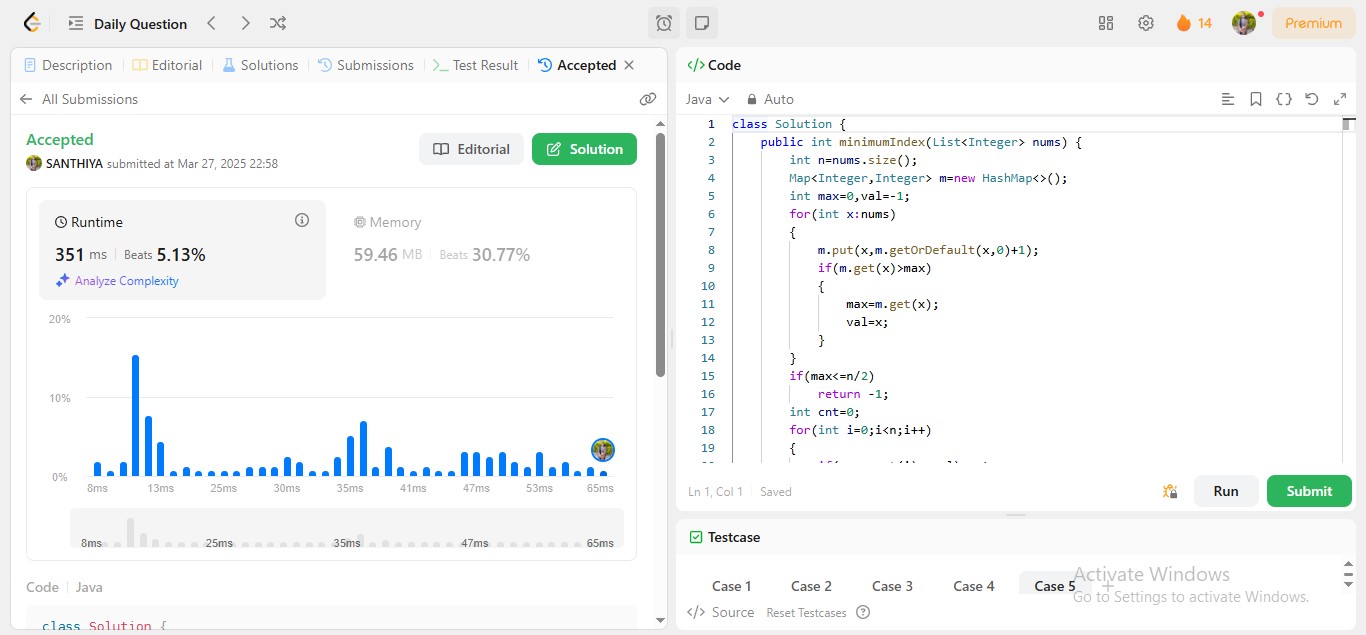 Daily Question
14
Premium
Description
Editorial
Solutions
Submissions
Test Result
Accepted
All Submissions
Accepted
SANTHIYA submitted at Mar 27, 2025 22:58
Editorial
Solution
Runtime
351 ms
Beats 5.13%
Analyze Complexity
Memory
59.46 MB
Beats 30.77%
20%
10%
0%
8ms 13ms 25ms 30ms 35ms 41ms 47ms 53ms 65ms
8ms 25ms 35ms 47ms 65ms
Code
Java
class Solution {
</> Code
Java
Auto
1 class Solution {
2 public int minimumIndex(List<Integer> nums) {
3 int n=nums.size();
4 Map<Integer,Integer> m=new HashMap<>();
5 int max=0,val=-1;
6 for(int x:nums)
7 {
8 m.put(x,m.getOrDefault(x,0)+1);
9 if(m.get(x)>max)
10 {
11 max=m.get(x);
12 val=x;
13 }
14 }
15 if(max<=n/2)
16 return -1;
17 int cnt=0;
18 for(int i=0;i<n;i++)
19 {
Ln 1, Col 1
Saved
Run
Submit
Testcase
Case 1
Case 2
Case 3
Case 4
Case 5
+
</> Source
Reset Testcases
Activate Windows
Go to Settings to activate Windows.